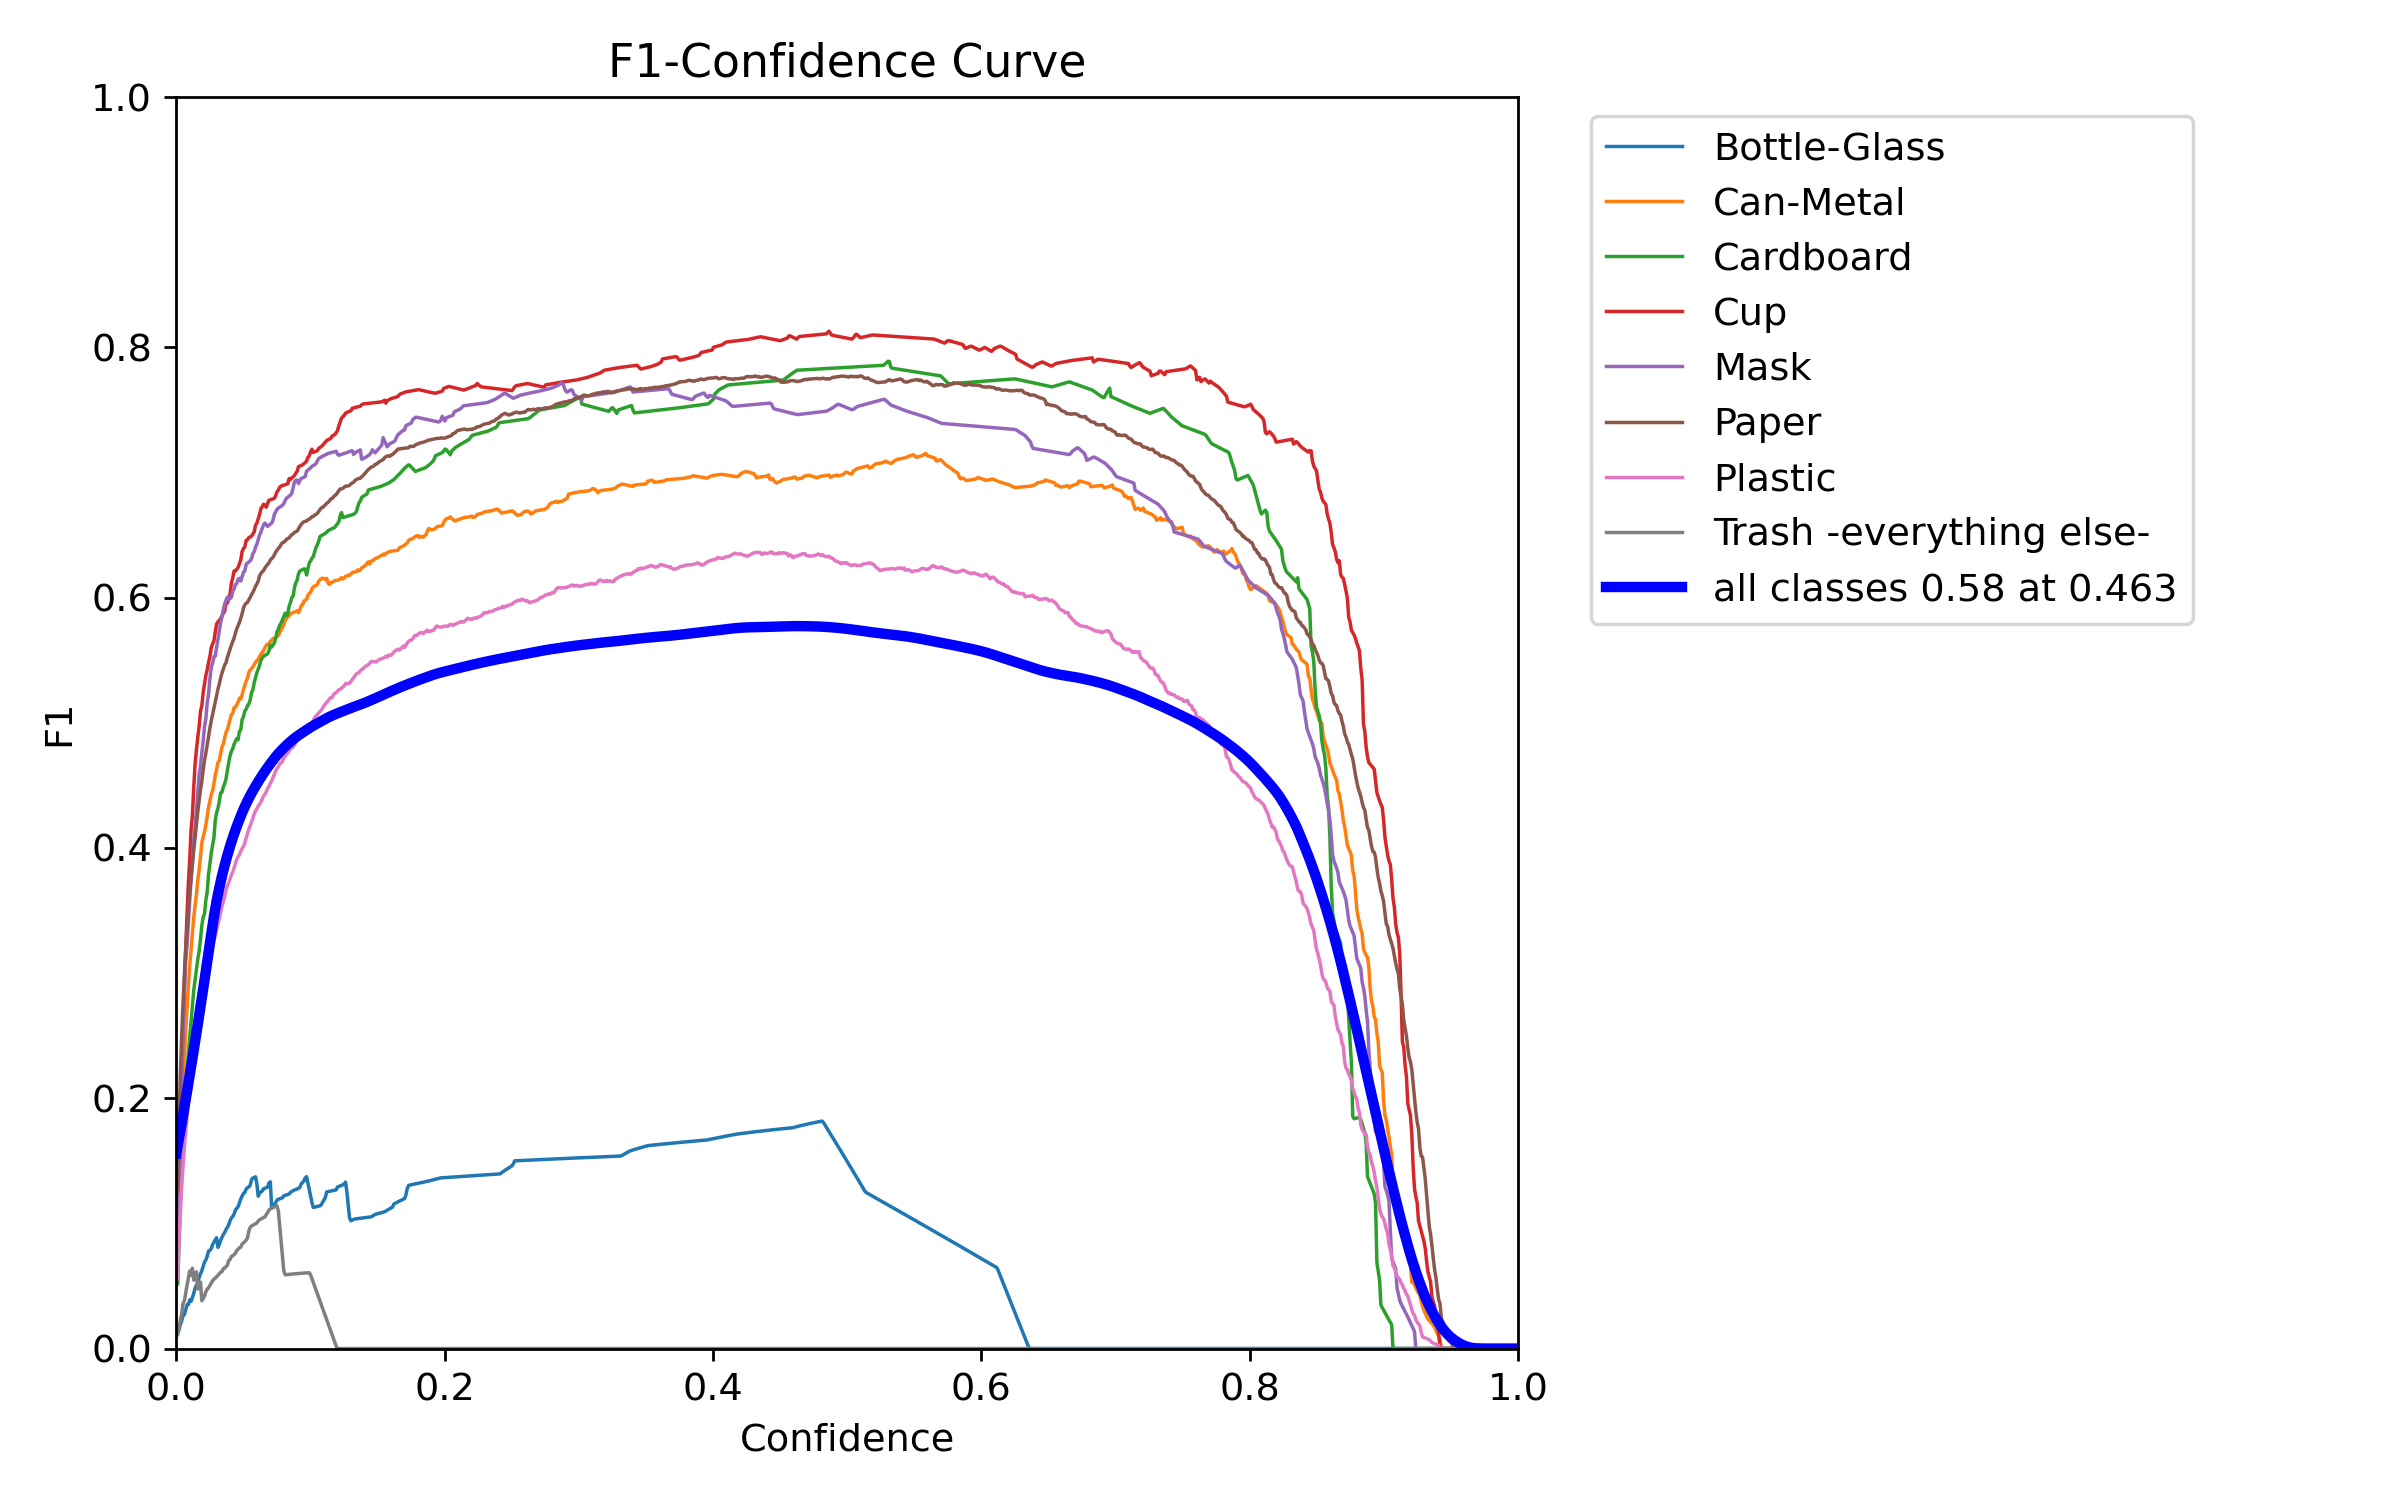 F1-Confidence Curve
1.0
0.8
0.6
0.4
0.2
0.0
F1
0.0 0.2 0.4 0.6 0.8 1.0
Confidence
Bottle-Glass
Can-Metal
Cardboard
Cup
Mask
Paper
Plastic
Trash -everything else-
all classes 0.58 at 0.463